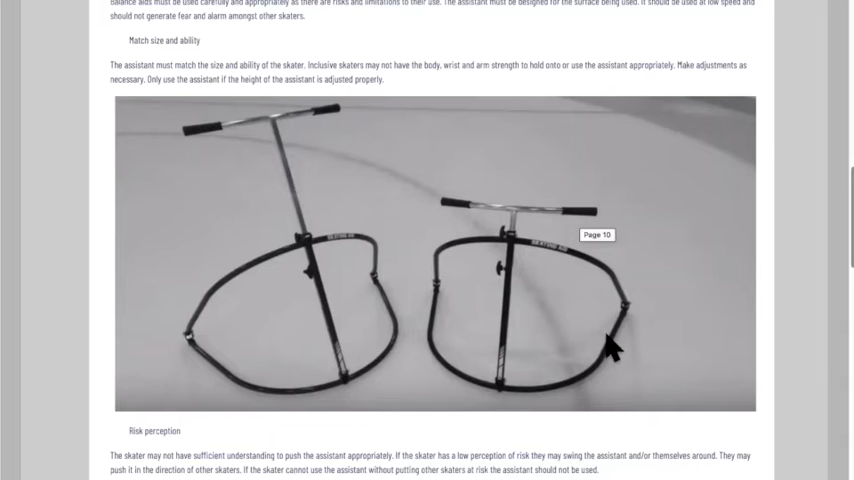 Balance aids must be used carefully and appropriately as there are risks and limitations to their use. The assistant must be designed for the surface being used. It should be used at low speed and
should not generate fear and alarm amongst other skaters.
Match size and ability
The assistant must match the size and ability of the skater. Inclusive skaters may not have the body, wrist and arm strength to hold onto or use the assistant appropriately. Make adjustments as
necessary. Only use the assistant if the height of the assistant is adjusted properly.
SKATING AID
SKATING AID
Page 10
Risk perception
The skater may not have sufficient understanding to push the assistant appropriately. If the skater has a low perception of risk they may swing the assistant and/or themselves around. They may
push it in the direction of other skaters. If the skater cannot use the assistant without putting other skaters at risk the assistant should not be used.